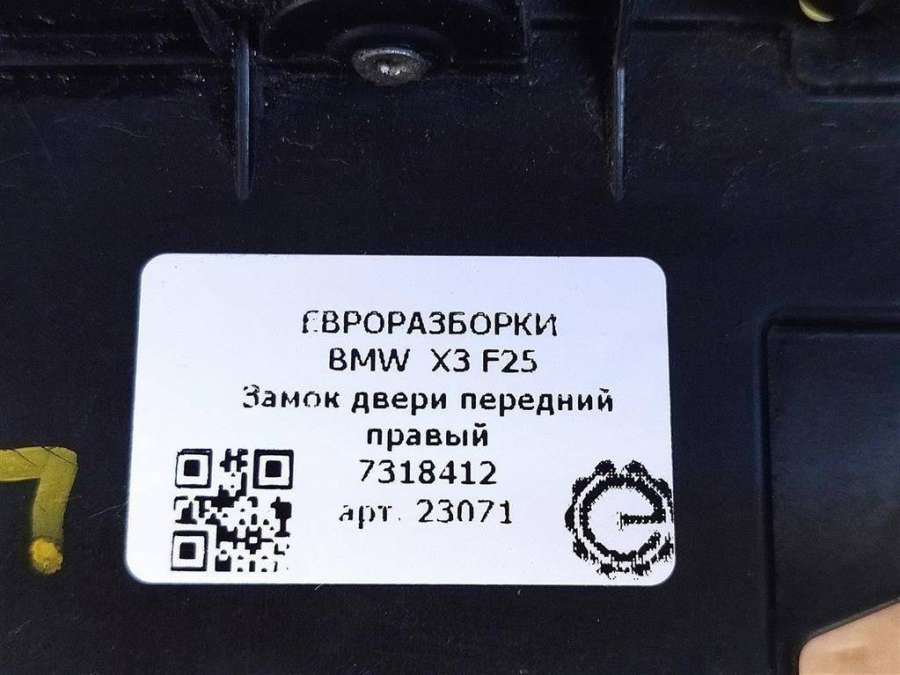 ЕВРОРАЗБОРКИ
BMW X3 F25
Замок двери передний
правый
7318412
арт. 23071